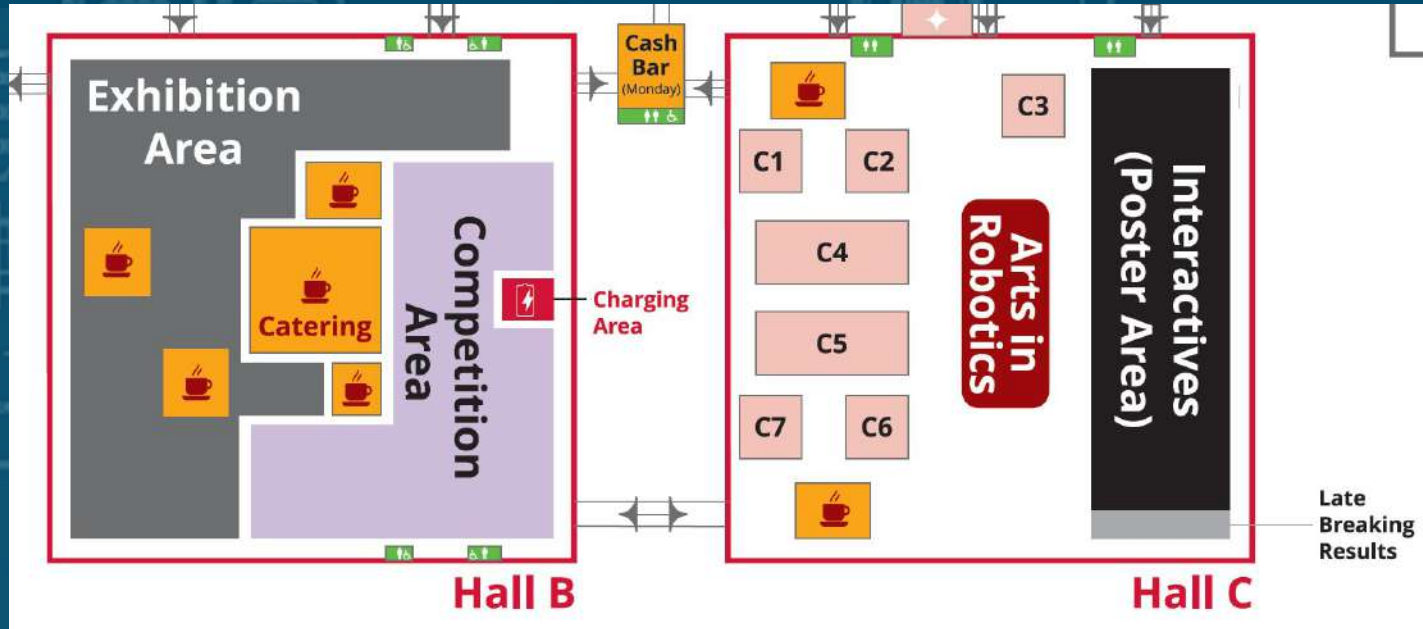 Exhibition
Area
Catering
Competition
Area
Charging
Area
Hall B
Cash
Bar
(Monday)
C1
C2
C3
C4
C5
C7
C6
Arts in
Robotics
Interactives
(Poster Area)
Late
Breaking
Results
Hall C